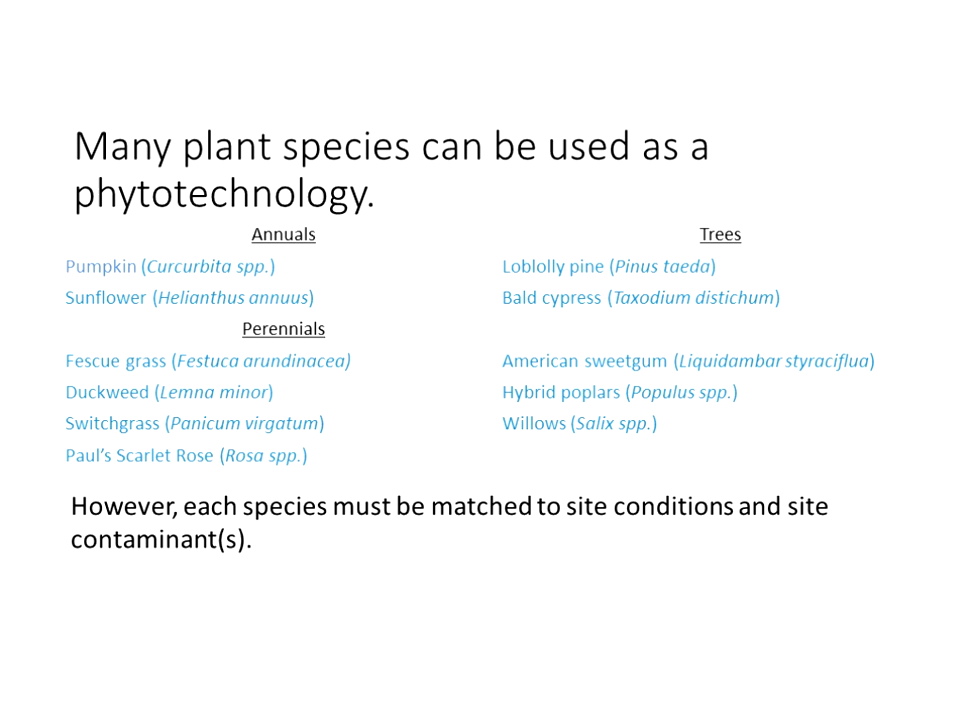 Many plant species can be used as a
phytotechnology.
Annuals
Pumpkin (Curcurbita spp.)
Sunflower (Helianthus annuus)
Perennials
Fescue grass (Festuca arundinacea)
Duckweed (Lemna minor)
Switchgrass (Panicum virgatum)
Paul's Scarlet Rose (Rosa spp.)
Trees
Loblolly pine (Pinus taeda)
Bald cypress (Taxodium distichum)
American sweetgum (Liquidambar styraciflua)
Hybrid poplars (Populus spp.)
Willows (Salix spp.)
However, each species must be matched to site conditions and site
contaminant(s).